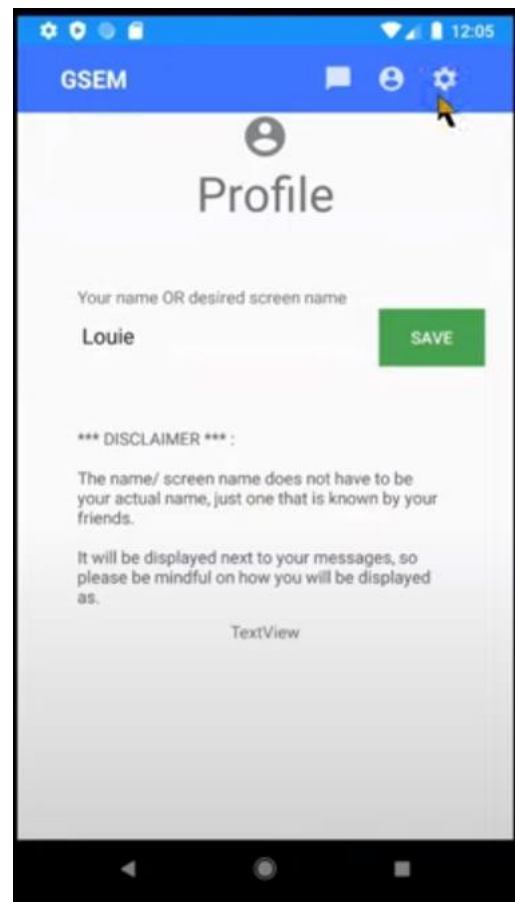 12:05
GSEM
Profile
Your name OR desired screen name
Louie
SAVE
*** DISCLAIMER *** :
The name/ screen name does not have to be
your actual name, just one that is known by your
friends.
It will be displayed next to your messages, so
please be mindful on how you will be displayed
as.
TextView